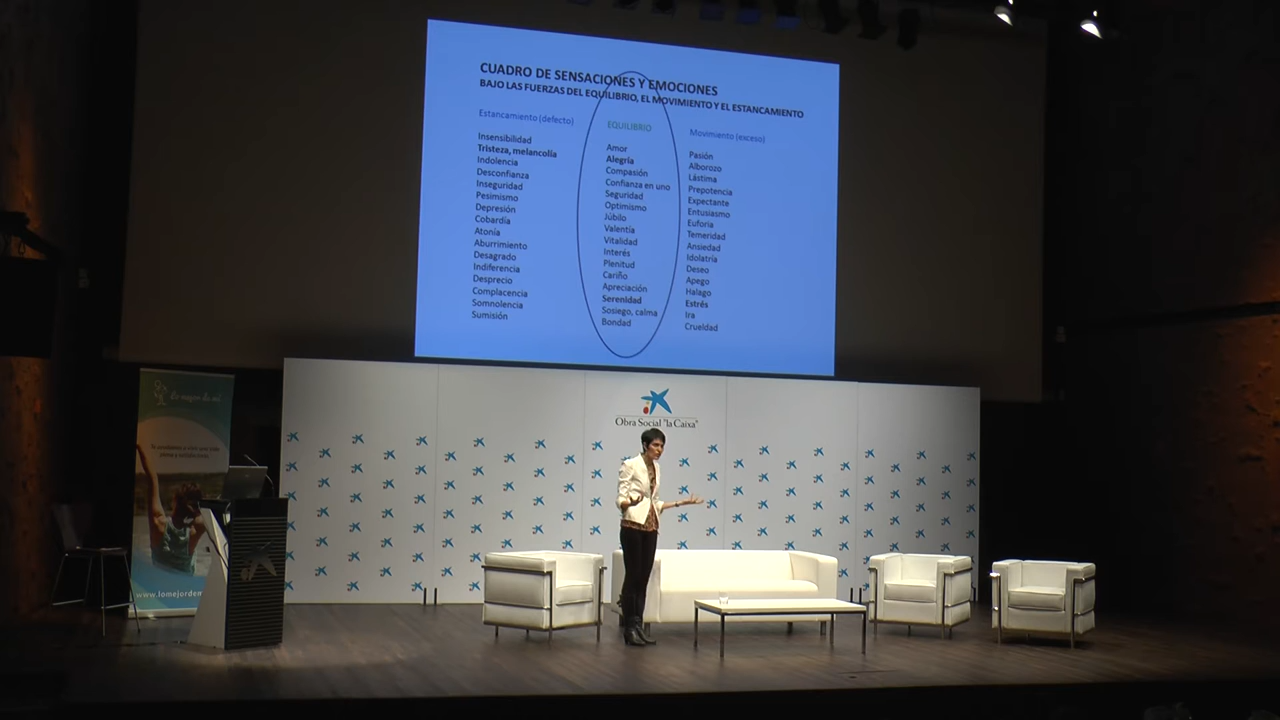 CUADRO DE SENSACIONES Y EMOCIONES
BAJO LAS FUERZAS DEL EQUILIBRIO, EL MOVIMIENTO Y EL ESTANCAMIENTO
Estancamiento (defecto)
Insensibilidad
Tristeza, melancolía
Indolencia
Desconfianza
Inseguridad
Pesimismo
Depresión
Cobardía
Atonía
Aburrimiento
Desagrado
Indiferencia
Desprecio
Complacencia
Somnolencia
Sumisión
EQUILIBRIO
Amor
Alegría
Compasión
Confianza en uno
Seguridad
Optimismo
Júbilo
Valentía
Vitalidad
Interés
Plenitud
Cariño
Apreciación
Serenidad
Sosiego, calma
Bondad
Movimiento (exceso)
Pasión
Alborozo
Lástima
Prepotencia
Expectante
Entusiasmo
Euforia
Temeridad
Ansiedad
Idolatría
Deseo
Apego
Halago
Estrés
Ira
Crueldad
Obra Social "la Caixa"
Lo mejor de mí
www.lomejordem